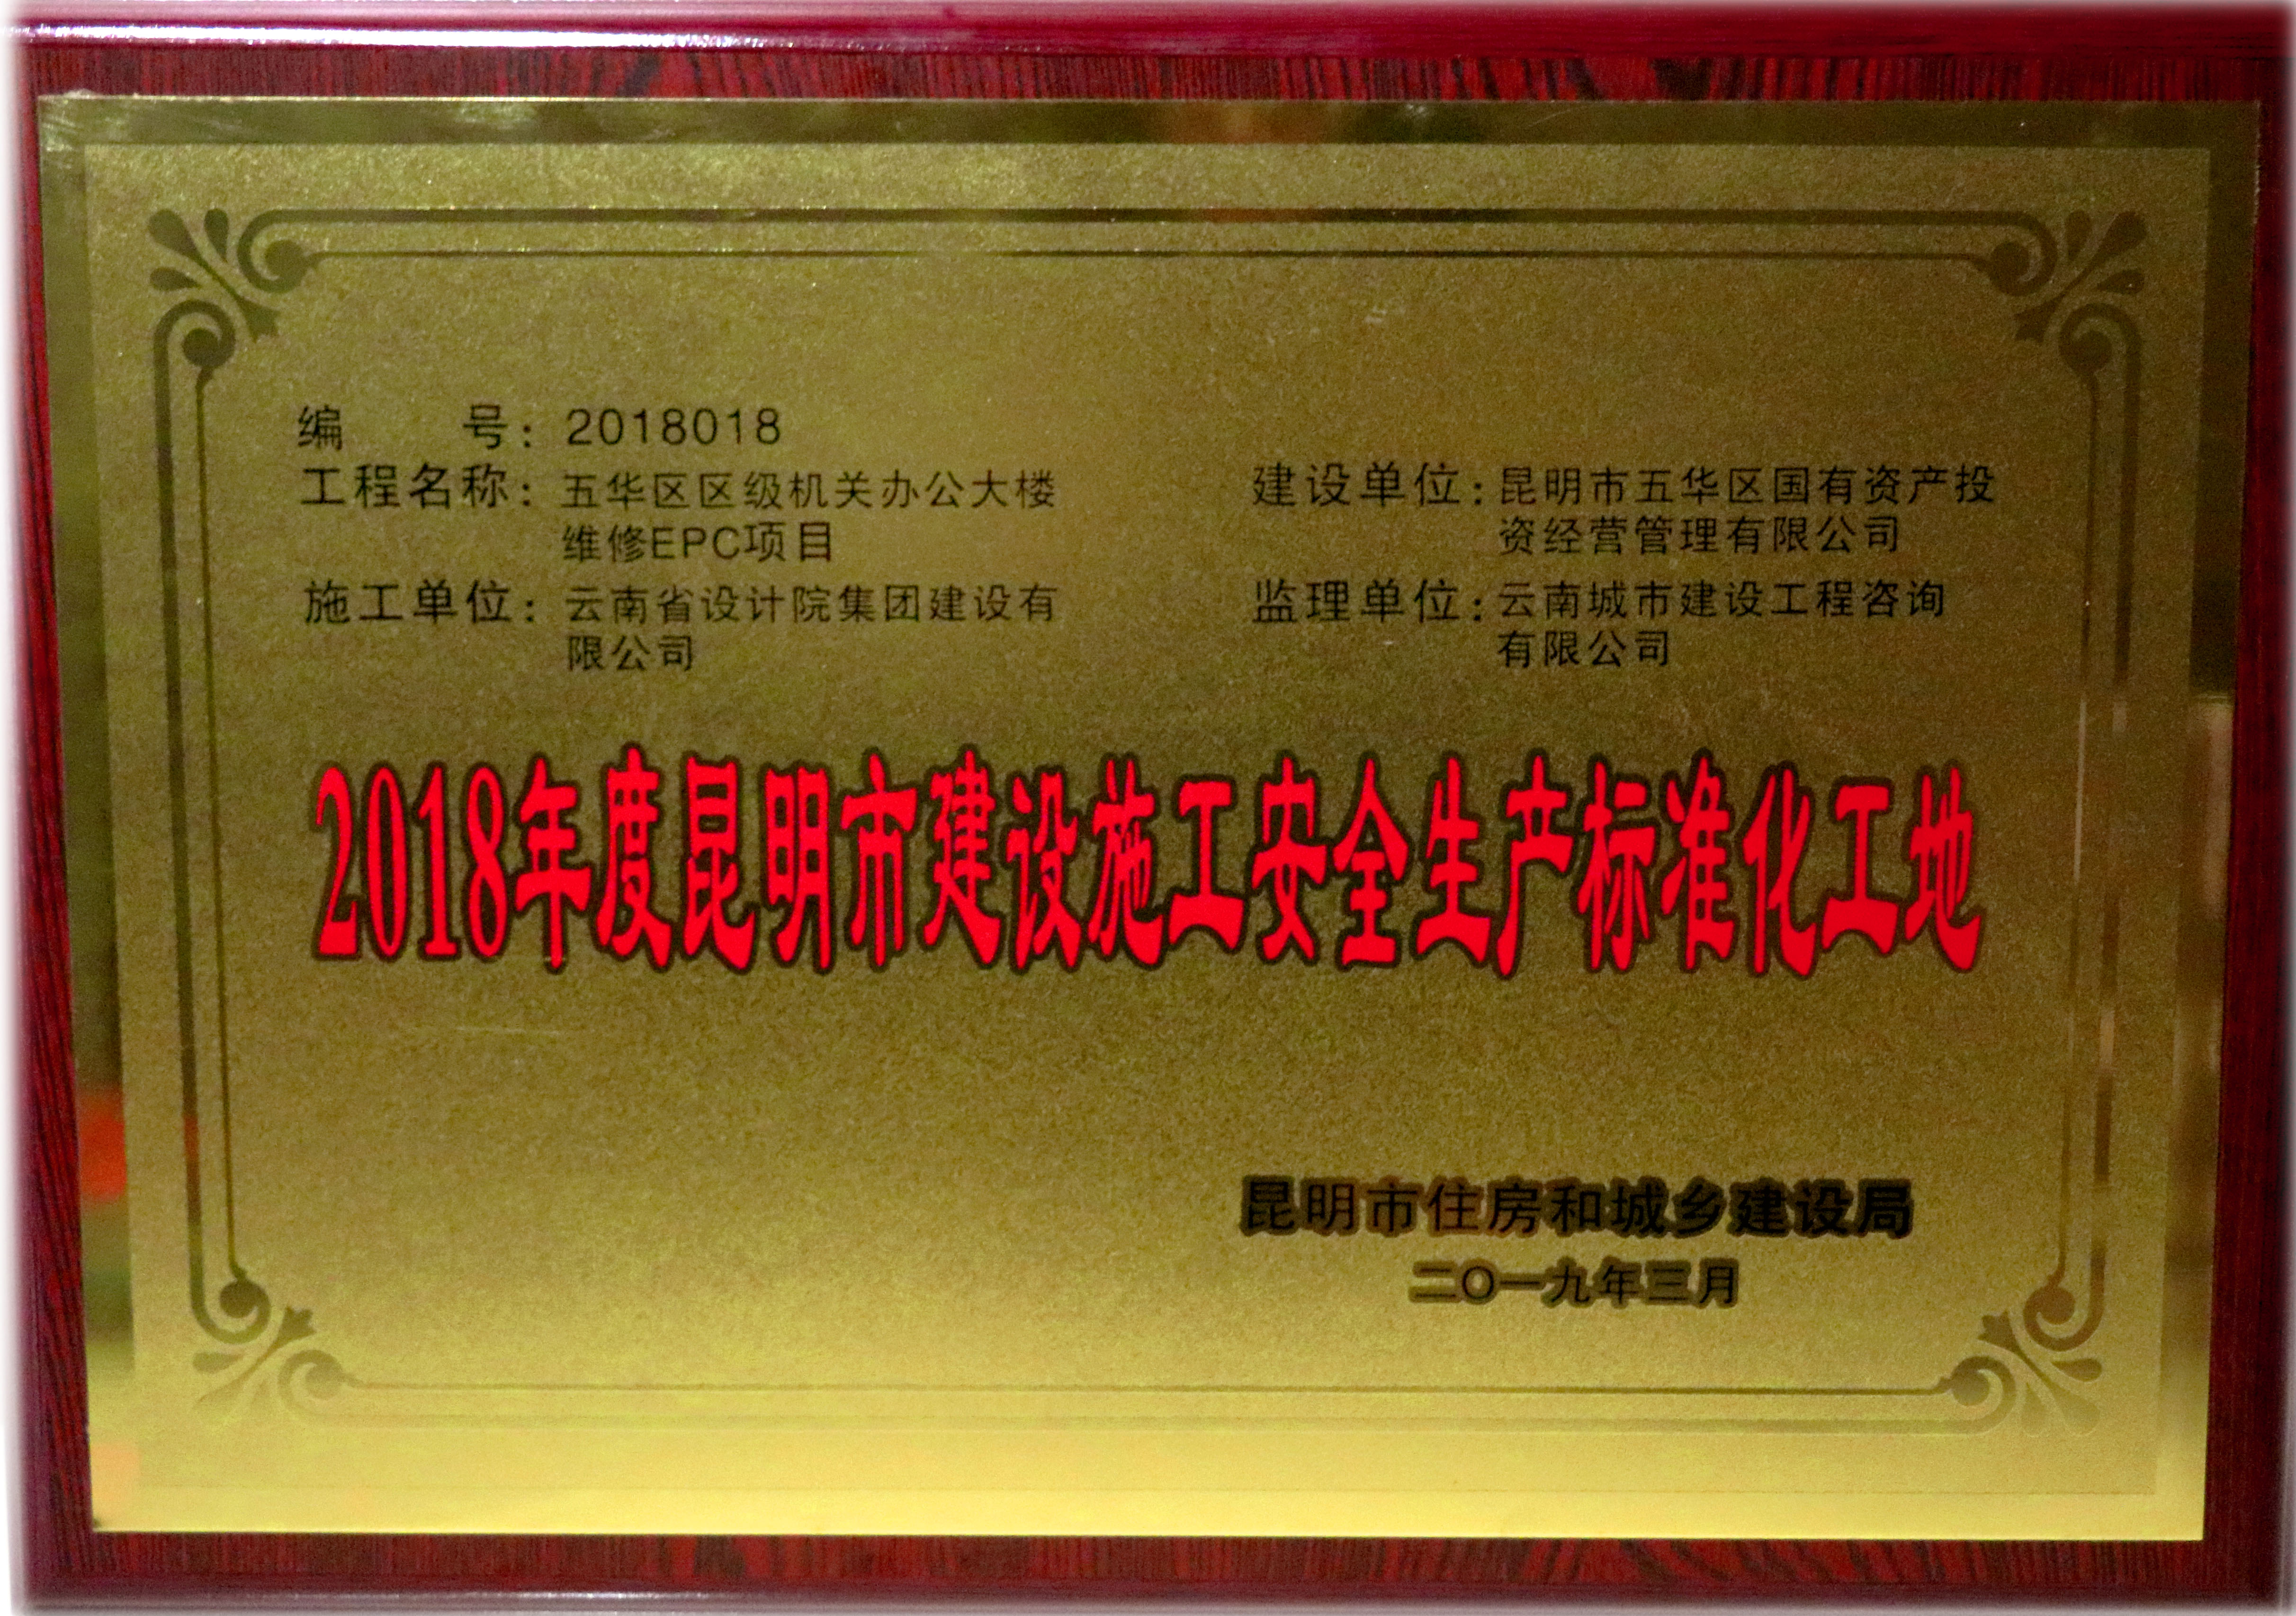 编　　号：2018018
工程名称：五华区区级机关办公大楼
维修EPC项目
施工单位：云南省设计院集团建设有
限公司
建设单位：昆明市五华区国有资产投
资经营管理有限公司
监理单位：云南城市建设工程咨询
有限公司
2018年度昆明市建设施工安全生产标准化工地
昆明市住房和城乡建设局
二〇一九年三月